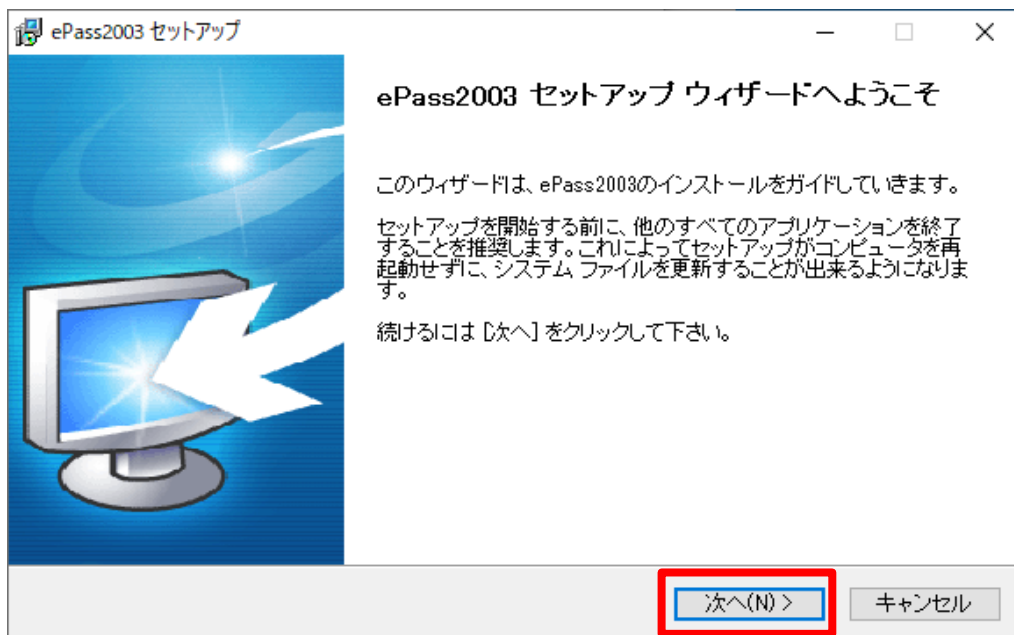 ePass2003 セットアップ
ePass2003 セットアップ ウィザードへようこそ
このウィザードは、ePass2003のインストールをガイドしていきます。
セットアップを開始する前に、他のすべてのアプリケーションを終了
することを推奨します。これによってセットアップがコンピュータを再
起動せずに、システム ファイルを更新することが出来るようになりま
す。
続けるには [次へ] をクリックして下さい。
次へ(N) >
キャンセル